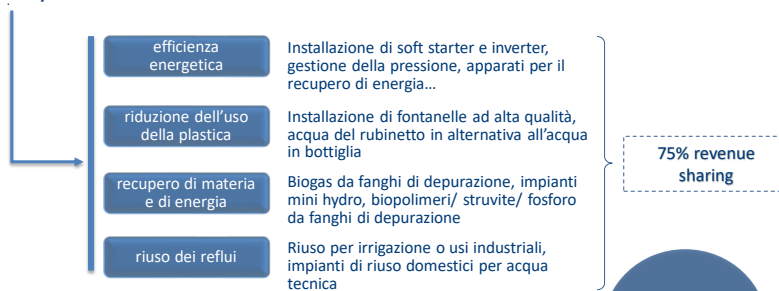 efficienza
energetica
Installazione di soft starter e inverter,
gestione della pressione, apparati per il
recupero di energia…
riduzione dell'uso
della plastica
Installazione di fontanelle ad alta qualità,
acqua del rubinetto in alternativa all'acqua
in bottiglia
recupero di materia
e di energia
Biogas da fanghi di depurazione, impianti
mini hydro, biopolimeri/ struvite/ fosforo
da fanghi di depurazione
riuso dei reflui
Riuso per irrigazione o usi industriali,
impianti di riuso domestici per acqua
tecnica
75% revenue
sharing